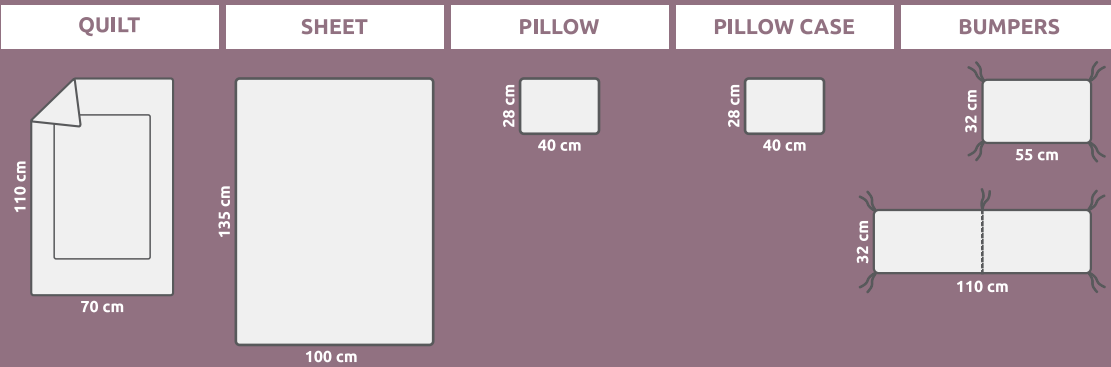 QUILT
SHEET
PILLOW
PILLOW CASE
BUMPERS
110 cm
70 cm
135 cm
100 cm
28 cm
40 cm
28 cm
40 cm
32 cm
55 cm
32 cm
110 cm